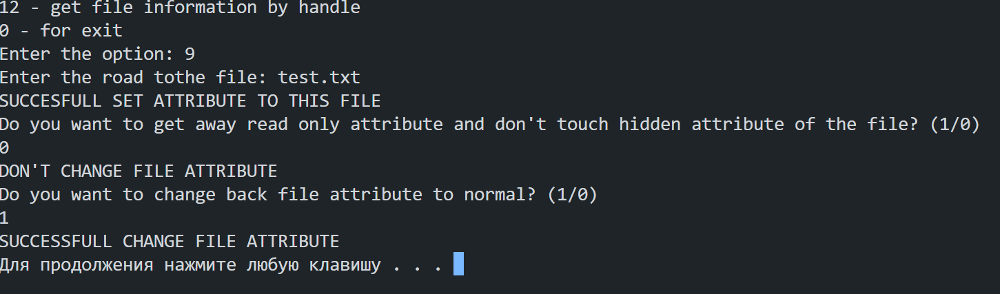 12 - get file information by handle
0 - for exit
Enter the option: 9
Enter the road tothe file: test.txt
SUCCESFULL SET ATTRIBUTE TO THIS FILE
Do you want to get away read only attribute and don't touch hidden attribute of the file? (1/0)
0
DON'T CHANGE FILE ATTRIBUTE
Do you want to change back file attribute to normal? (1/0)
1
SUCCESSFULL CHANGE FILE ATTRIBUTE
Для продолжения нажмите любую клавишу . . .